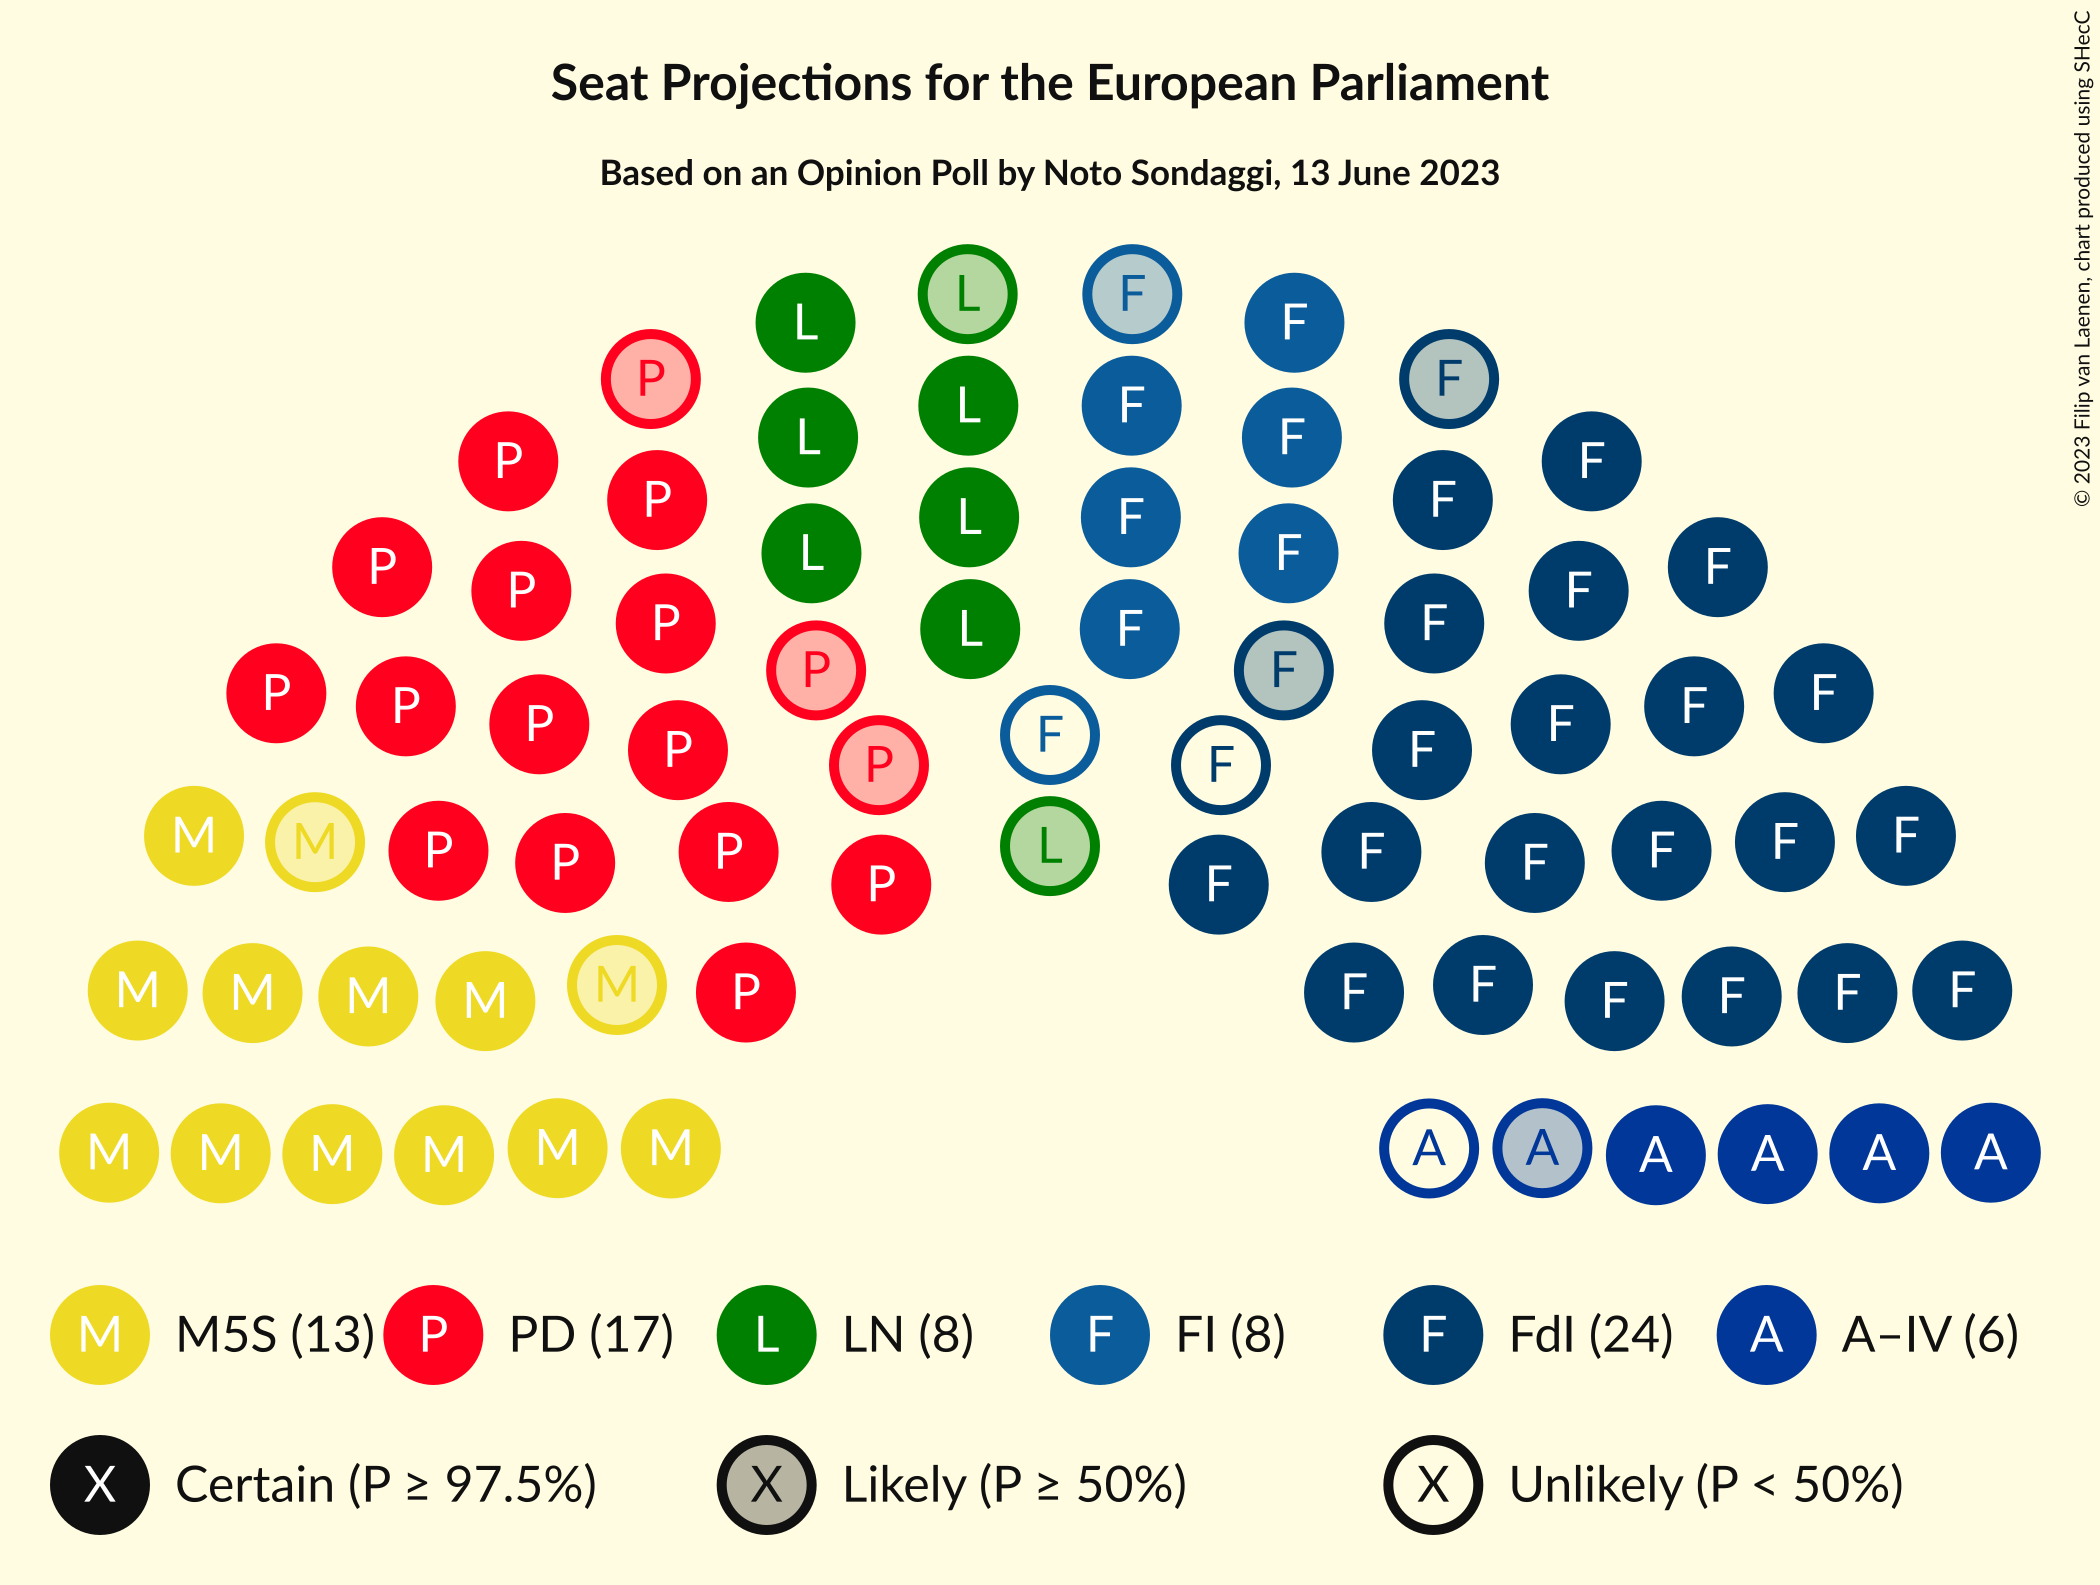 Seat Projections for the European Parliament
Based on an Opinion Poll by Noto Sondaggi, 13 June 2023
© 2023 Filip van Laenen, chart produced using SHecC
L F
L F
P F
L F
P F
L F
P F
L F
P F
L F
P F
P F
P F
L F
P F
P F
P F
P F
F
P F
P F
P F
P F
M M P P P P L F F F F F F
M M M M M P F F F F F F
M M M M M M A A A A A A
M M5S (13) P PD (17) L LN (8) F FI (8) F FdI (24) A A–IV (6)
X Certain (P ≥ 97.5%) X Likely (P ≥ 50%) X Unlikely (P < 50%)